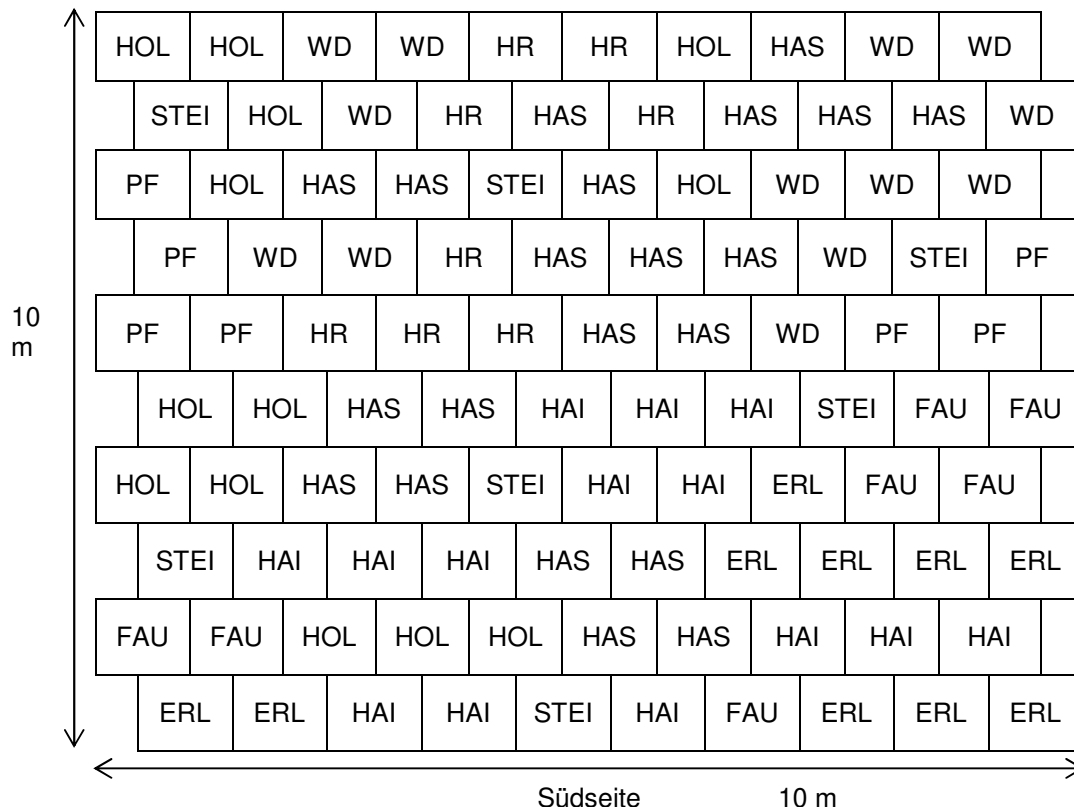 HOL HOL WD WD HR HR HOL HAS WD WD
STEI HOL WD HR HAS HR HAS HAS HAS WD
PF HOL HAS HAS STEI HAS HOL WD WD WD
PF WD WD HR HAS HAS HAS WD STEI PF
10
m
PF PF HR HR HR HAS HAS WD PF PF
HOL HOL HAS HAS HAI HAI HAI STEI FAU FAU
HOL HOL HAS HAS STEI HAI HAI ERL FAU FAU
STEI HAI HAI HAI HAS HAS ERL ERL ERL ERL
FAU FAU HOL HOL HOL HAS HAS HAI HAI HAI
ERL ERL HAI HAI STEI HAI FAU ERL ERL ERL
Südseite 10 m